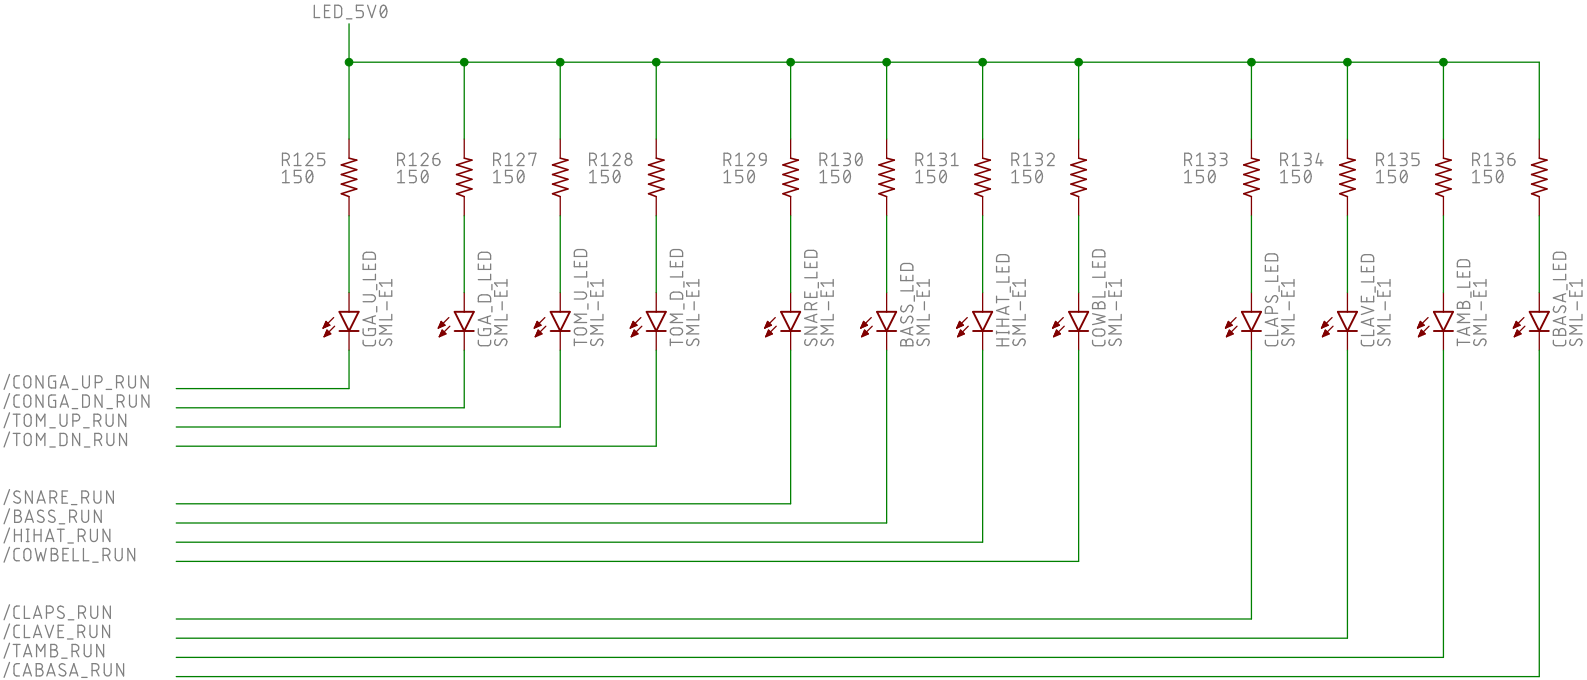 LED_5V0
R125
150
R126
150
R127
150
R128
150
R129
150
R130
150
R131
150
R132
150
R133
150
R134
150
R135
150
R136
150
CGA_U_LED
SML-E1
CGA_D_LED
SML-E1
TOM_U_LED
SML-E1
TOM_D_LED
SML-E1
SNARE_LED
SML-E1
BASS_LED
SML-E1
HIHAT_LED
SML-E1
COWBL_LED
SML-E1
CLAPS_LED
SML-E1
CLAVE_LED
SML-E1
TAMB_LED
SML-E1
CBASA_LED
SML-E1
/CONGA_UP_RUN
/CONGA_DN_RUN
/TOM_UP_RUN
/TOM_DN_RUN
/SNARE_RUN
/BASS_RUN
/HIHAT_RUN
/COWBELL_RUN
/CLAPS_RUN
/CLAVE_RUN
/TAMB_RUN
/CABASA_RUN